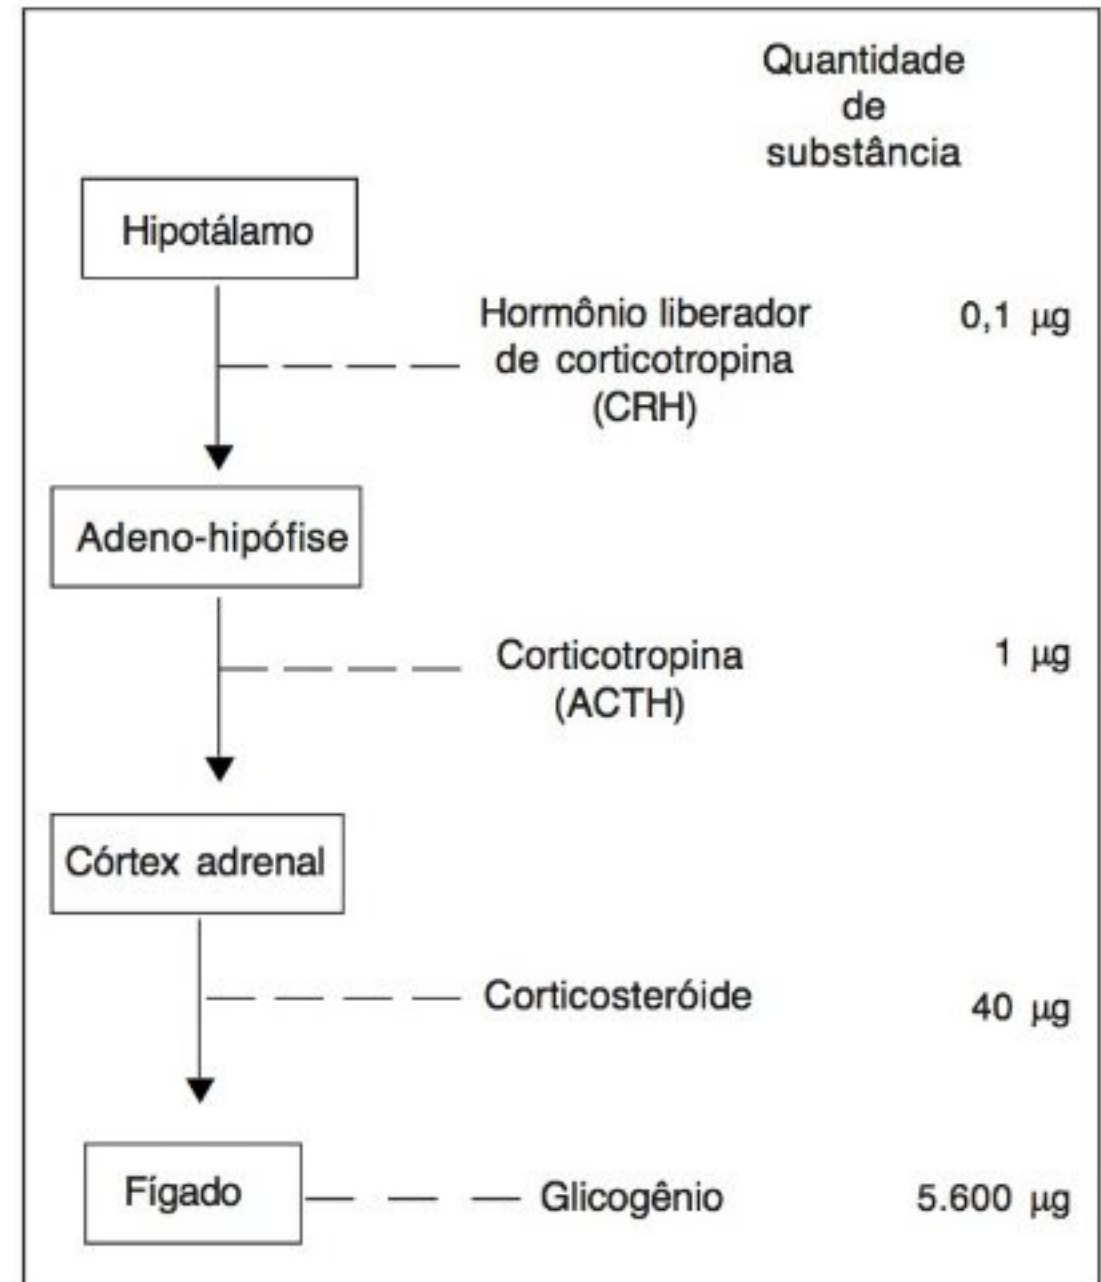 Quantidade
de
substância
Hipotálamo
Hormônio liberador
de corticotropina
(CRH)
0,1 µg
Adeno-hipófise
Corticotropina
(ACTH)
1 µg
Córtex adrenal
Corticosteróide
40 µg
Fígado
Glicogênio
5.600 µg